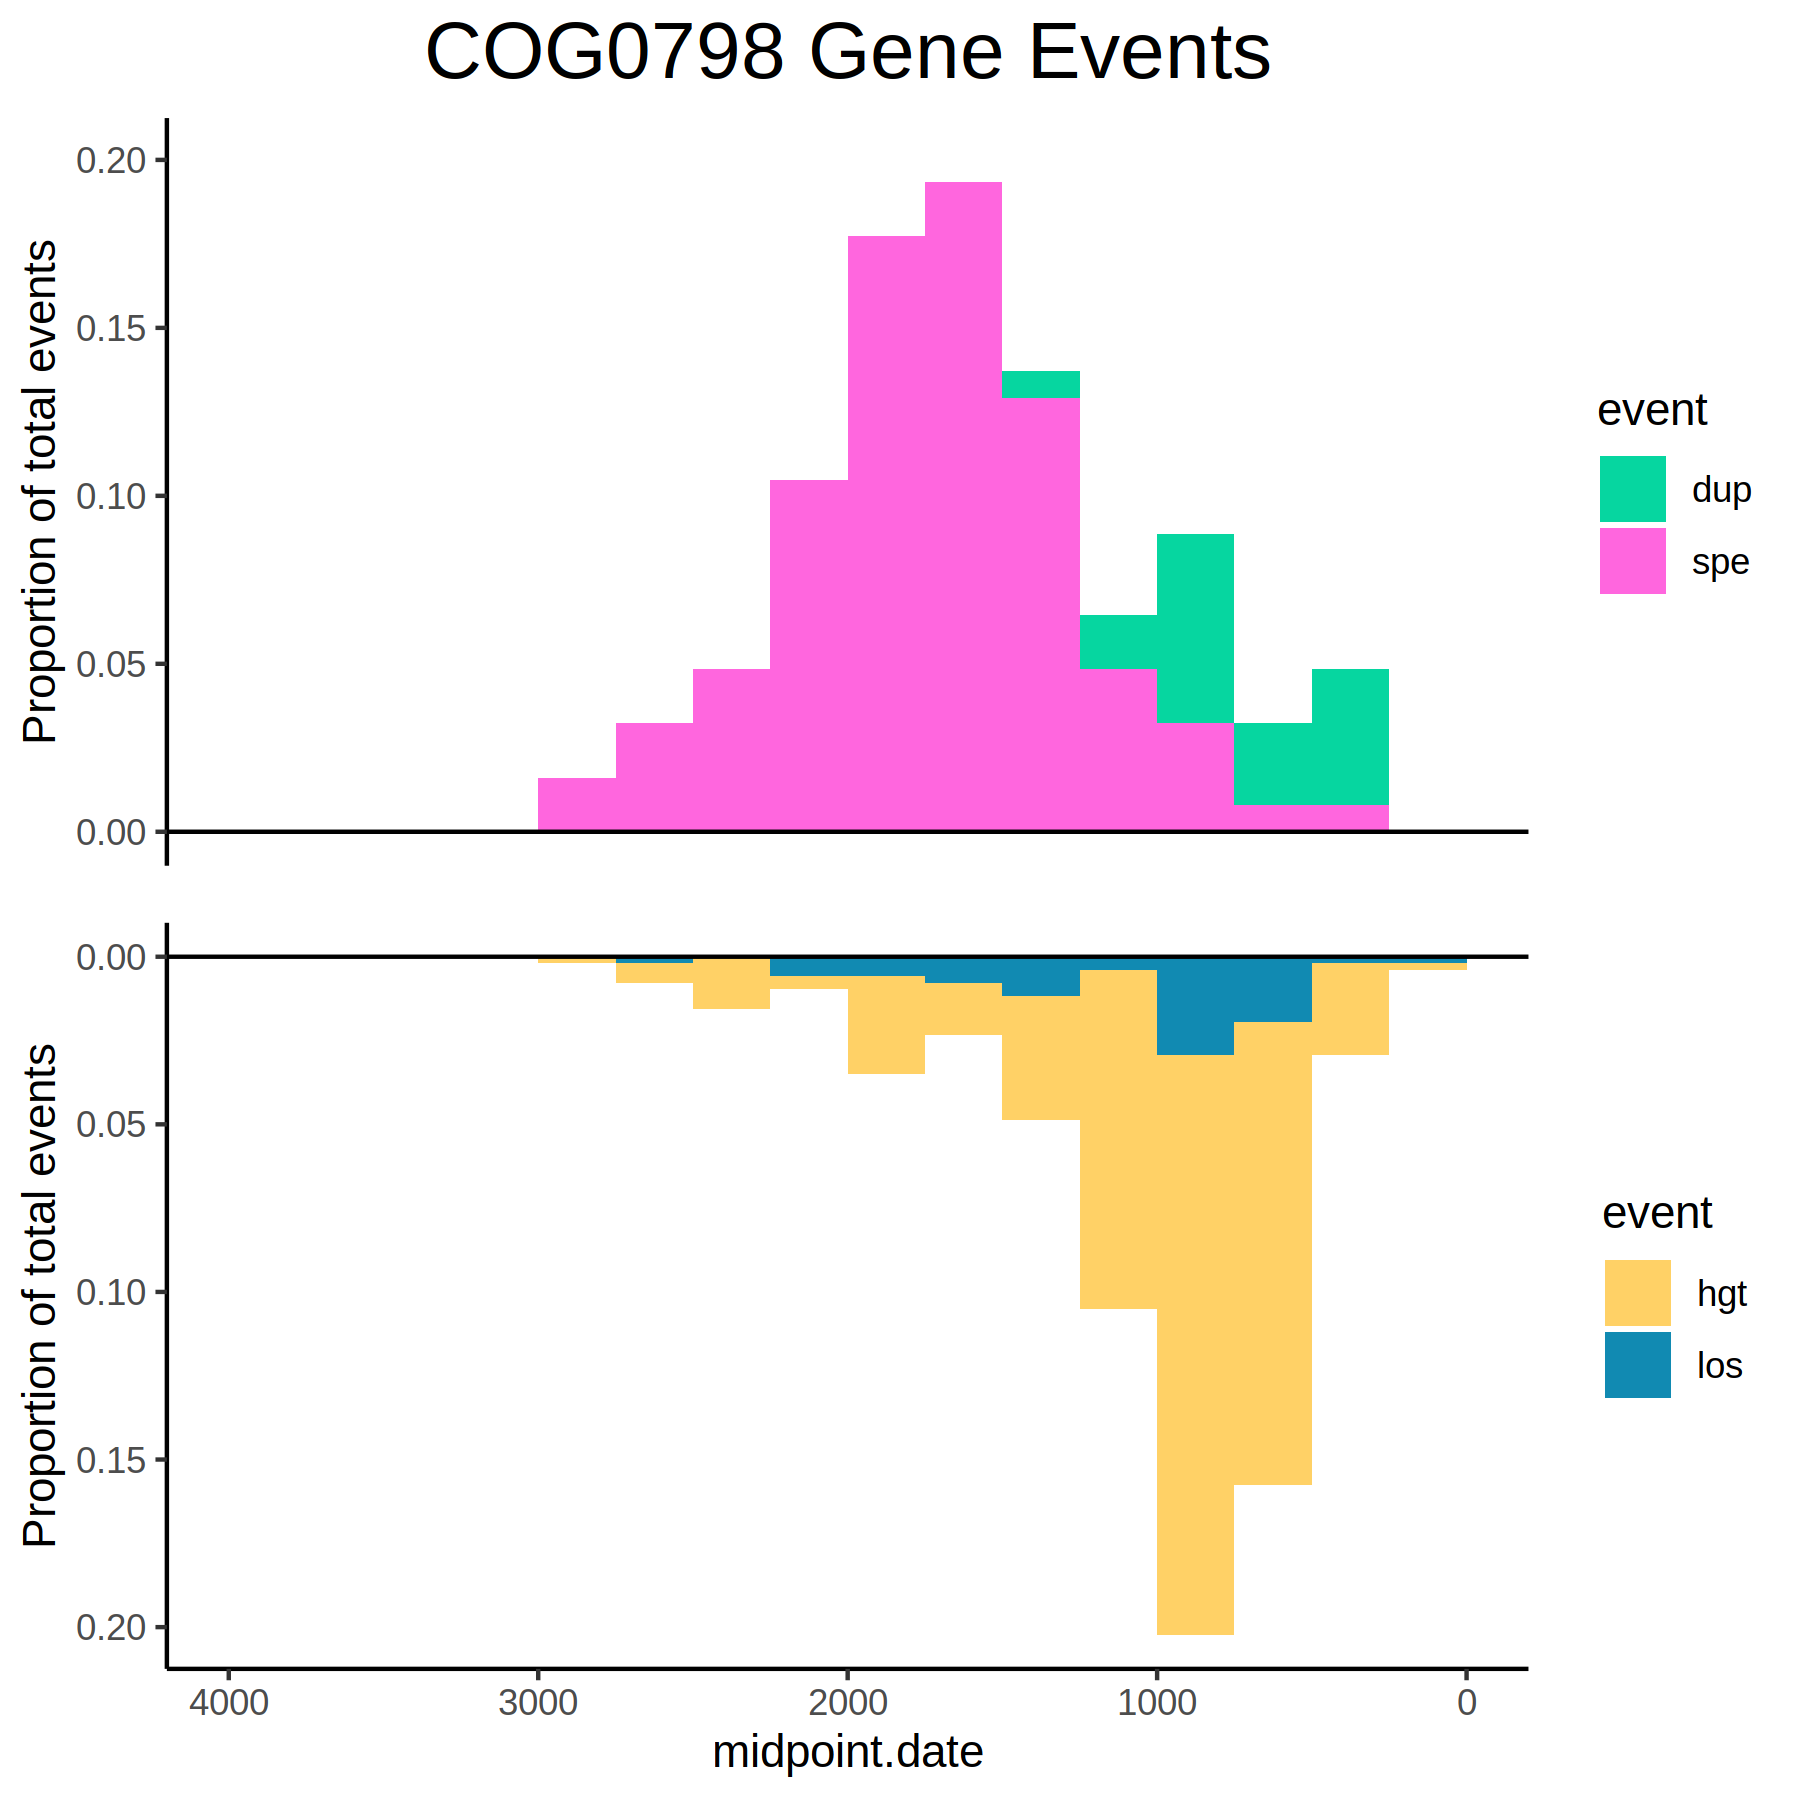 COG0798 Gene Events
Proportion of total events
0.20
0.15
0.10
0.05
0.00
event
dup
spe
Proportion of total events
0.00
0.05
0.10
0.15
0.20
event
hgt
los
4000 3000 2000 1000 0
midpoint.date